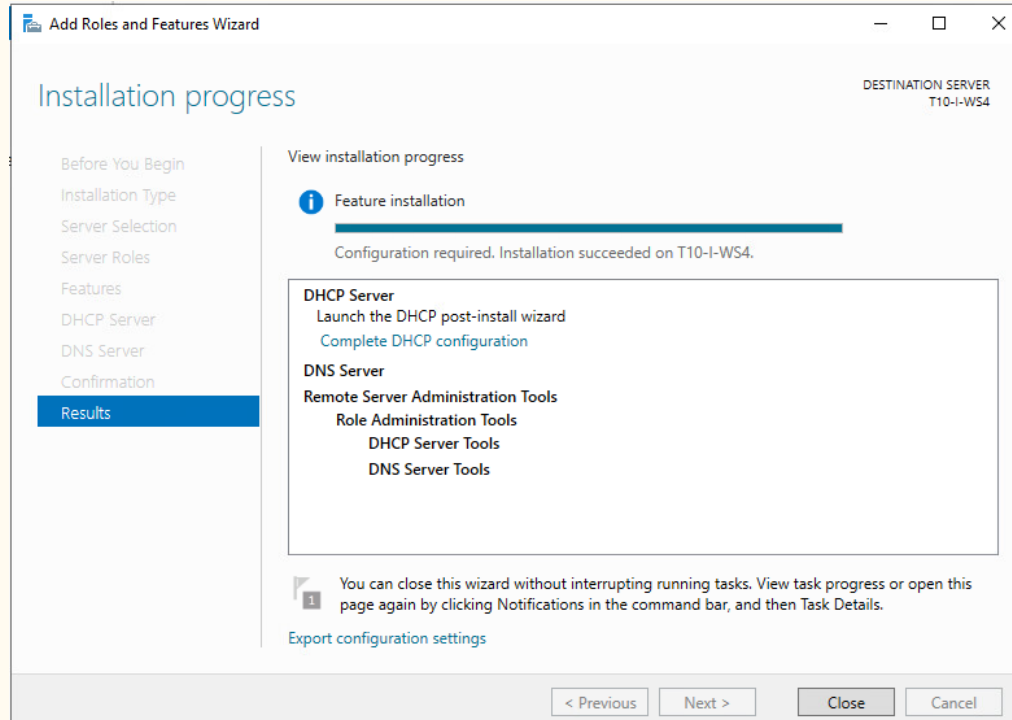 Add Roles and Features Wizard
Installation progress
DESTINATION SERVER
T10-I-WS4
Before You Begin
Installation Type
Server Selection
Server Roles
Features
DHCP Server
DNS Server
Confirmation
Results
View installation progress
Feature installation
Configuration required. Installation succeeded on T10-I-WS4.
DHCP Server
Launch the DHCP post-install wizard
Complete DHCP configuration
DNS Server
Remote Server Administration Tools
Role Administration Tools
DHCP Server Tools
DNS Server Tools
1
You can close this wizard without interrupting running tasks. View task progress or open this
page again by clicking Notifications in the command bar, and then Task Details.
Export configuration settings
< Previous
Next >
Close
Cancel